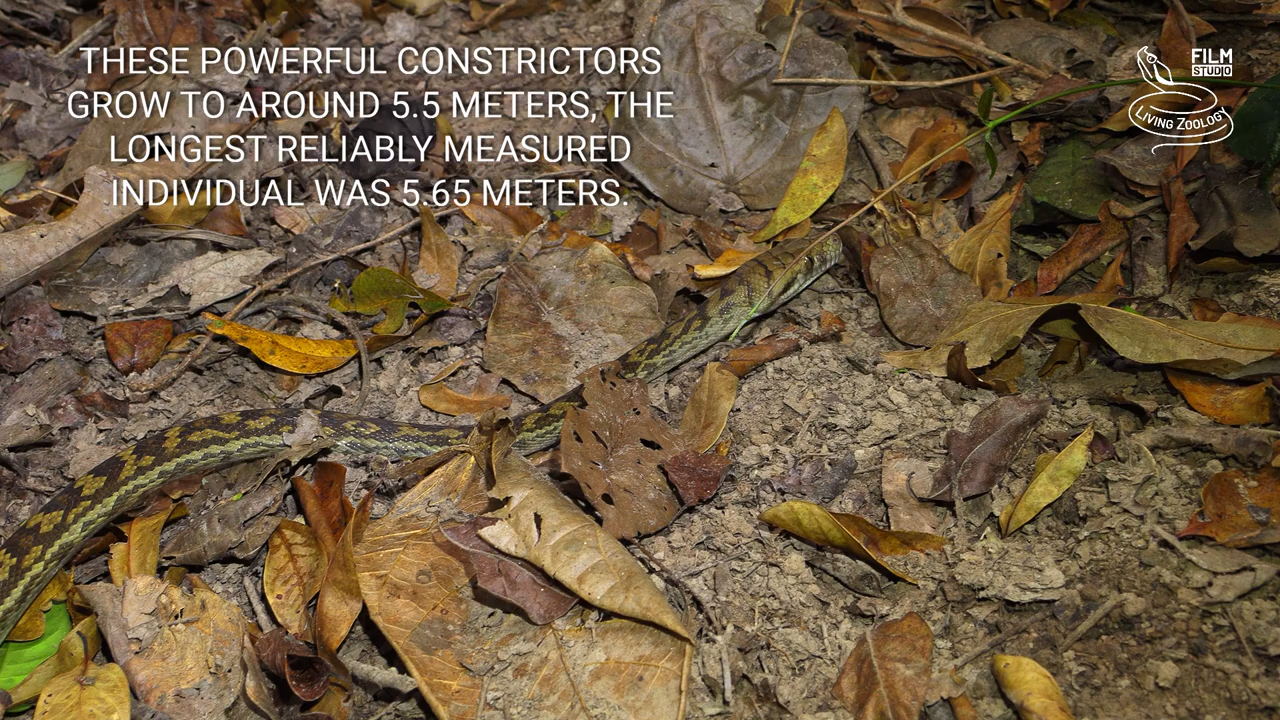 THESE POWERFUL CONSTRICTORS
GROW TO AROUND 5.5 METERS, THE
LONGEST RELIABLY MEASURED
INDIVIDUAL WAS 5.65 METERS.
FILM
STUDIO
LIVING ZOOLOGY